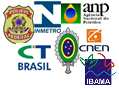 INMETRO
anp
Agência
Nacional do
Petróleo
CT
BRASIL
CNEN
IBAMA